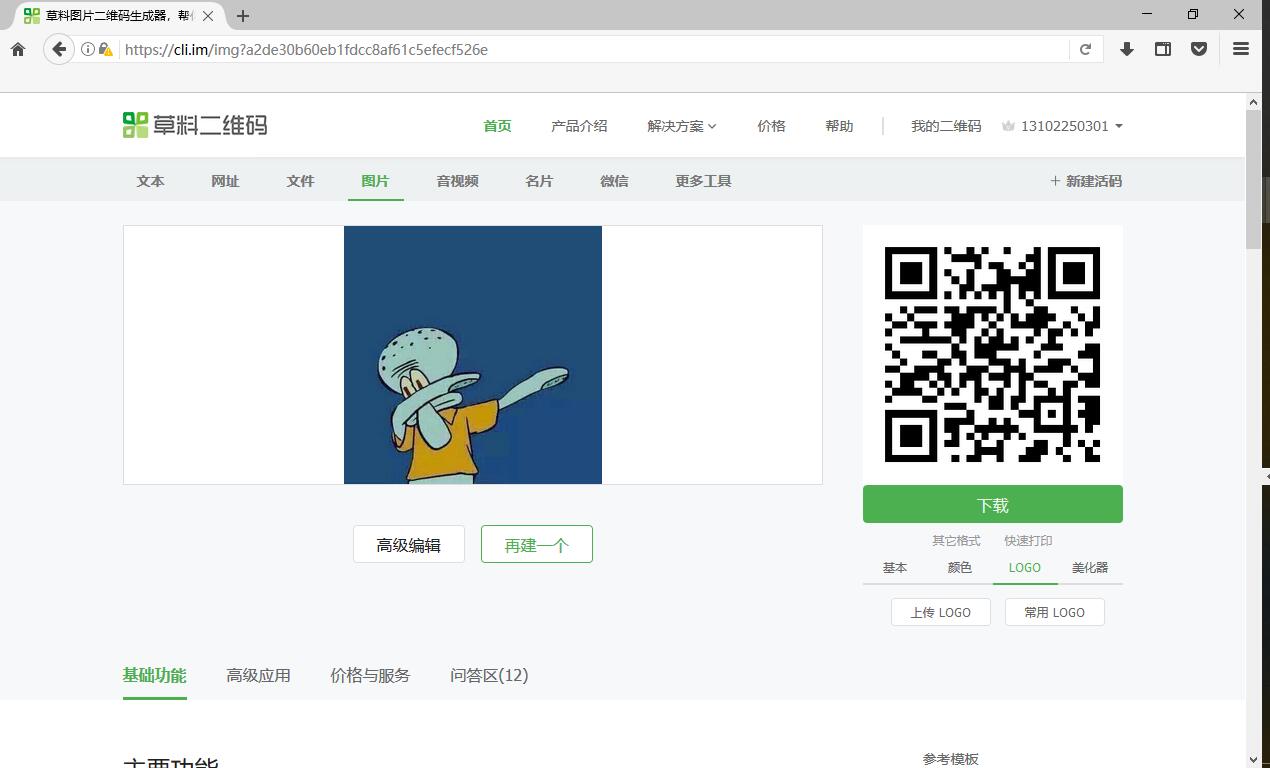 草料图片二维码生成器，帮
https://cli.im/img?a2de30b60eb1fdcc8af61c5efecf526e
草料二维码
首页 产品介绍 解决方案 价格 帮助 我的二维码 13102250301
文本 网址 文件 图片 音视频 名片 微信 更多工具 + 新建活码
下载
高级编辑 再建一个
其它格式 快速打印
基本 颜色 LOGO 美化器
上传 LOGO 常用 LOGO
基础功能 高级应用 价格与服务 问答区(12)
主要功能 参考模板